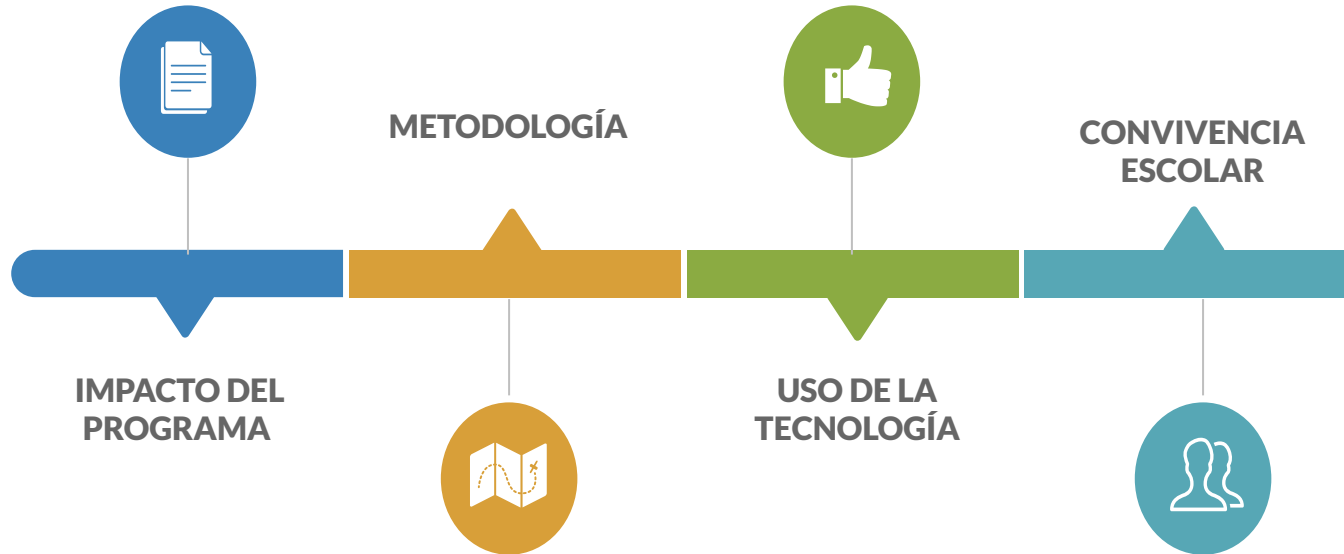 IMPACTO DEL
PROGRAMA
METODOLOGÍA
USO DE LA
TECNOLOGÍA
CONVIVENCIA
ESCOLAR